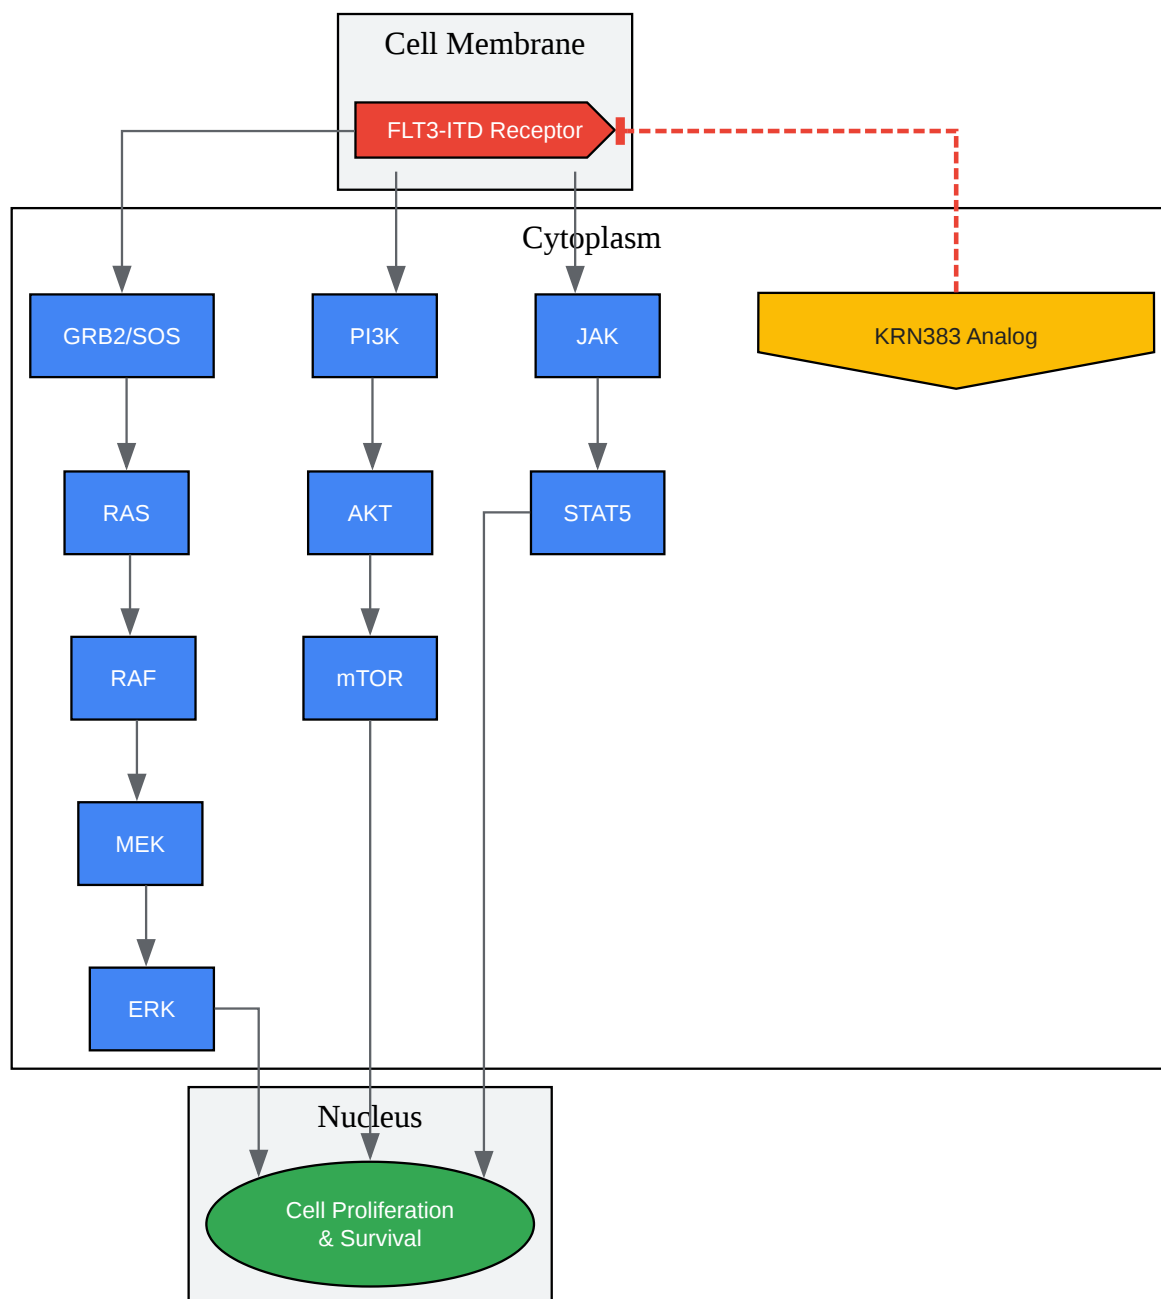 Cell Membrane
FLT3-ITD Receptor
Cytoplasm
GRB2/SOS
PI3K
JAK
KRN383 Analog
RAS
AKT
STAT5
RAF
mTOR
MEK
ERK
Nucleus
Cell Proliferation
& Survival